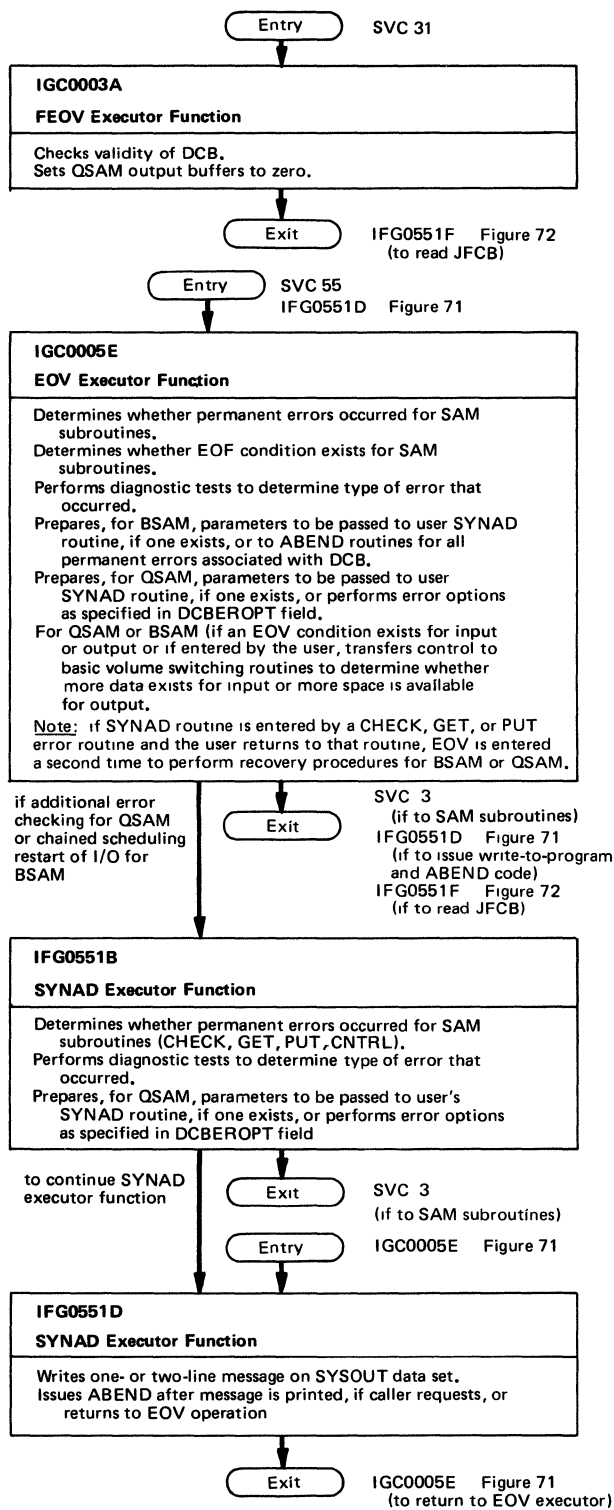 Entry SVC 31
IGC0003A
FEOV Executor Function
Checks validity of DCB.
Sets QSAM output buffers to zero.
Exit IFG0551F Figure 72
(to read JFCB)
Entry SVC 55
IFG0551D Figure 71
IGC0005E
EOV Executor Function
Determines whether permanent errors occurred for SAM
subroutines.
Determines whether EOF condition exists for SAM
subroutines.
Performs diagnostic tests to determine type of error that
occurred.
Prepares, for BSAM, parameters to be passed to user SYNAD
routine, if one exists, or to ABEND routines for all
permanent errors associated with DCB.
Prepares, for QSAM, parameters to be passed to user
SYNAD routine, if one exists, or performs error options
as specified in DCBEROPT field.
For QSAM or BSAM (if an EOV condition exists for input
or output or if entered by the user, transfers control to
basic volume switching routines to determine whether
more data exists for input or more space is available
for output.
Note: if SYNAD routine is entered by a CHECK, GET, or PUT
error routine and the user returns to that routine, EOV is entered
a second time to perform recovery procedures for BSAM or QSAM.
if additional error
checking for QSAM
or chained scheduling
restart of I/O for
BSAM
Exit SVC 3
(if to SAM subroutines)
IFG0551D Figure 71
(if to issue write-to-program
and ABEND code)
IFG0551F Figure 72
(if to read JFCB)
IFG0551B
SYNAD Executor Function
Determines whether permanent errors occurred for SAM
subroutines (CHECK, GET, PUT, CNTRL).
Performs diagnostic tests to determine type of error that
occurred.
Prepares, for QSAM, parameters to be passed to user's
SYNAD routine, if one exists, or performs error options
as specified in DCBEROPT field
to continue SYNAD
executor function
Exit SVC 3
(if to SAM subroutines)
Entry IGC0005E Figure 71
IFG0551D
SYNAD Executor Function
Writes one- or two-line message on SYSOUT data set.
Issues ABEND after message is printed, if caller requests, or
returns to EOV operation
Exit IGC0005E Figure 71
(to return to EOV executor)